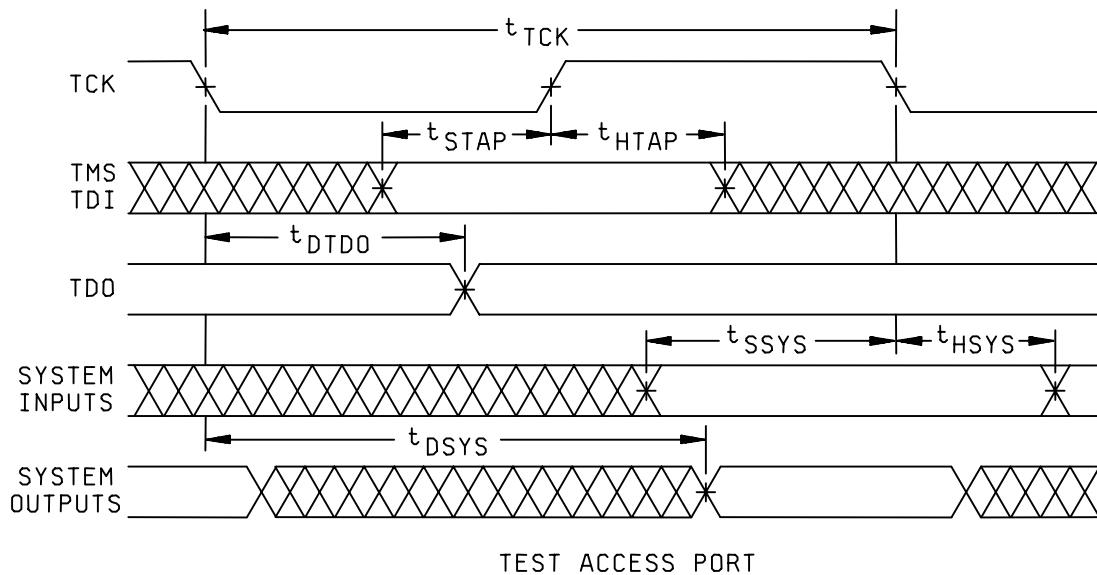 tTCK
TCK
tSTAP
tHTAP
TMS
TDI
tDTDO
TDO
tSSYS
tHSYS
SYSTEM
INPUTS
tDSYS
SYSTEM
OUTPUTS
TEST ACCESS PORT